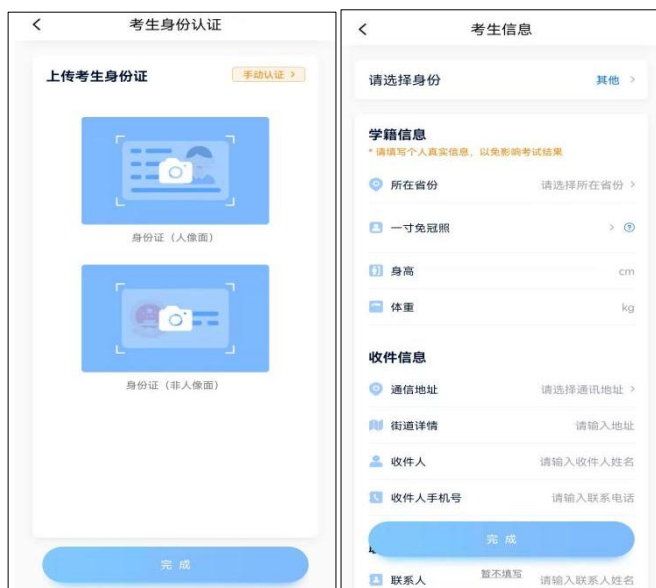 考生身份认证
上传考生身份证
手动认证 >
身份证（人像面）
身份证（非人像面）
完成
考生信息
请选择身份 其他 >
学籍信息
* 请填写个人真实信息，以免影响考试结果
所在省份 请选择所在省份 >
一寸免冠照 > ?
身高 cm
体重 kg
收件信息
通信地址 请选择通讯地址 >
街道详情 请输入地址
收件人 请输入收件人姓名
收件人手机号 请输入联系电话
完成
暂不填写
联系人 请输入联系人姓名